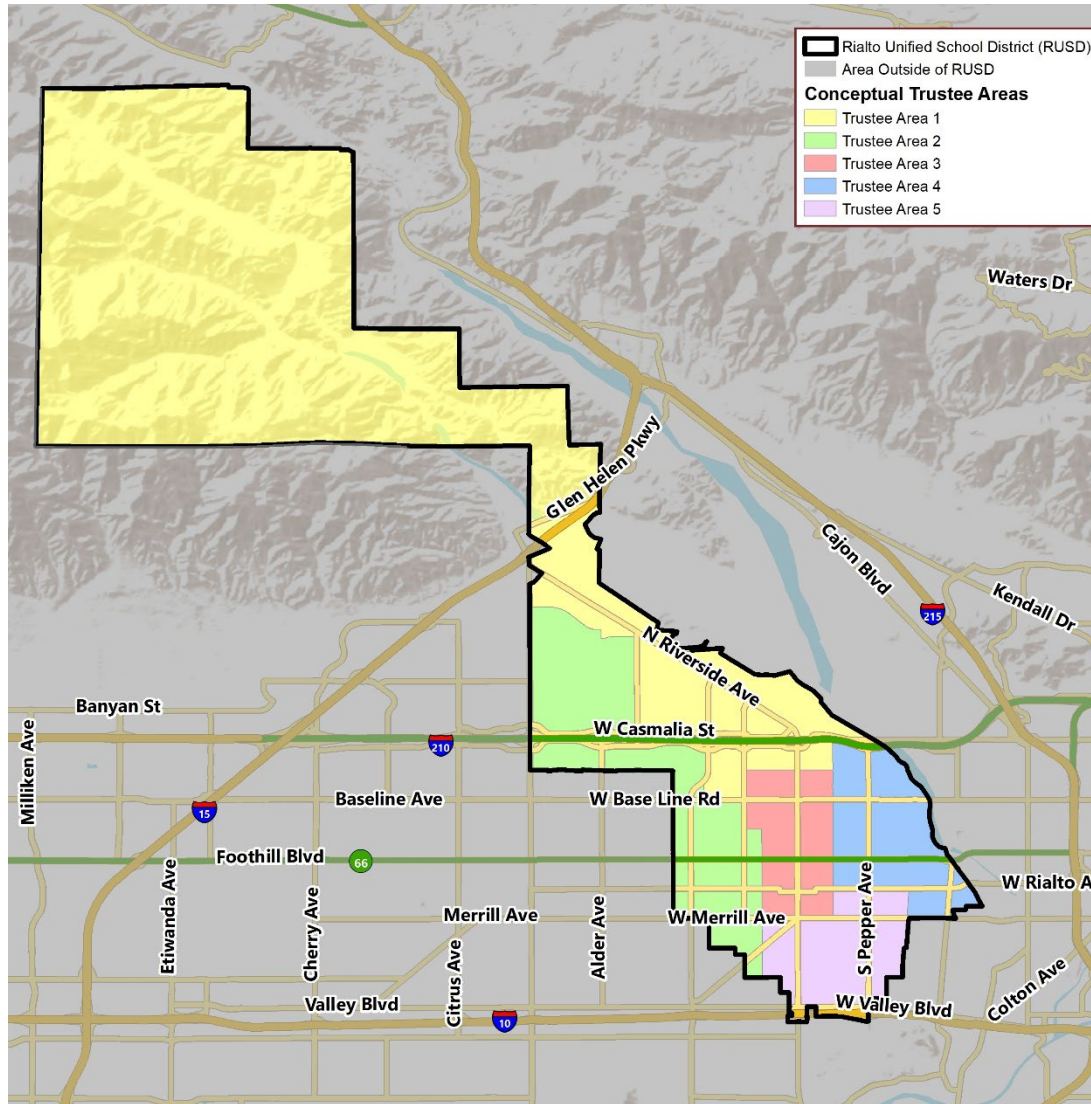 Rialto Unified School District (RUSD)
Area Outside of RUSD
Conceptual Trustee Areas
Trustee Area 1
Trustee Area 2
Trustee Area 3
Trustee Area 4
Trustee Area 5
Waters Dr
Glen Helen Pkwy
Cajon Blvd
Kendall Dr
215
N Riverside Ave
Banyan St
Milliken Ave
W Casmalia St
210
Baseline Ave
W Base Line Rd
15
Foothill Blvd
66
Etiwanda Ave
Cherry Ave
Citrus Ave
Merrill Ave
Alder Ave
W Merrill Ave
S Pepper Ave
W Rialto A
Valley Blvd
W Valley Blvd
Colton Ave
10